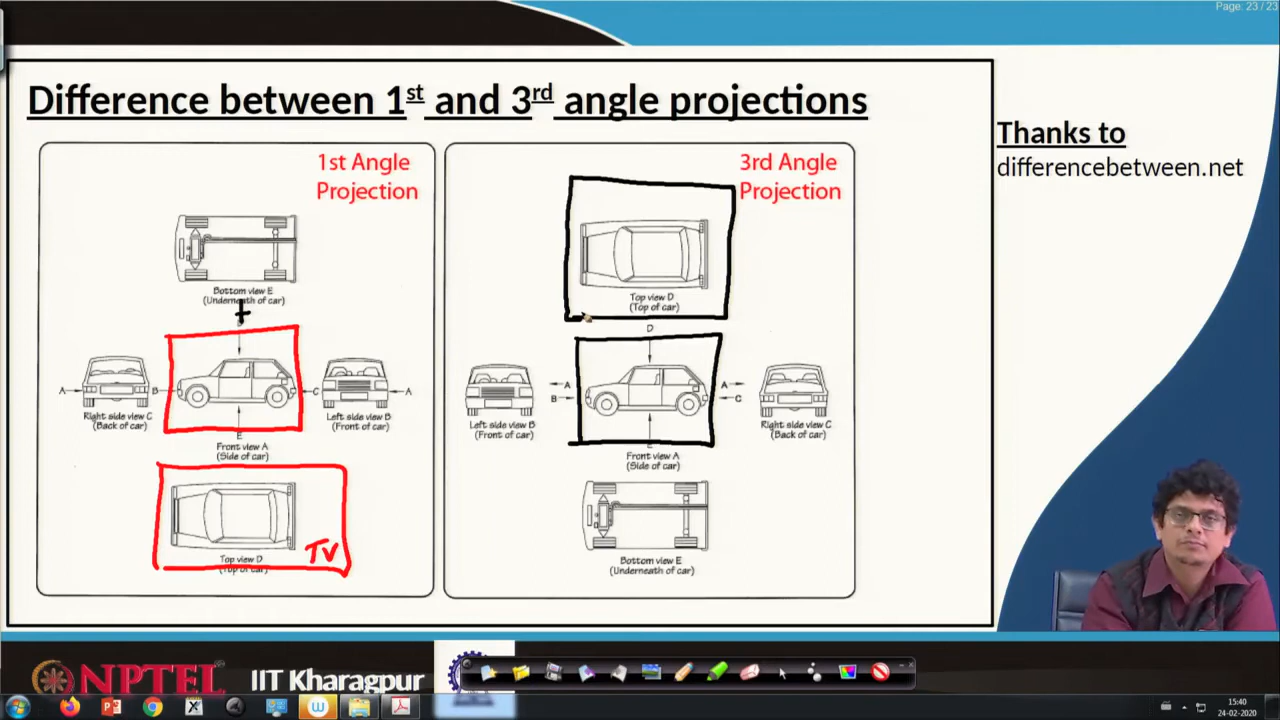 Page: 23 / 23
Difference between 1st and 3rd angle projections
Thanks to
differencebetween.net
1st Angle
Projection
Bottom view E
(Underneath of car)
A
B
C
A
Right side view C
(Back of car)
Left side view B
(Front of car)
E
Front view A
(Side of car)
Top view D
(Top of car)
TV
3rd Angle
Projection
Top view D
(Top of car)
D
A
B
A
C
Left side view B
(Front of car)
Right side view C
(Back of car)
E
Front view A
(Side of car)
Bottom view E
(Underneath of car)
NPTEL
IIT Kharagpur
15:40
24-02-2020